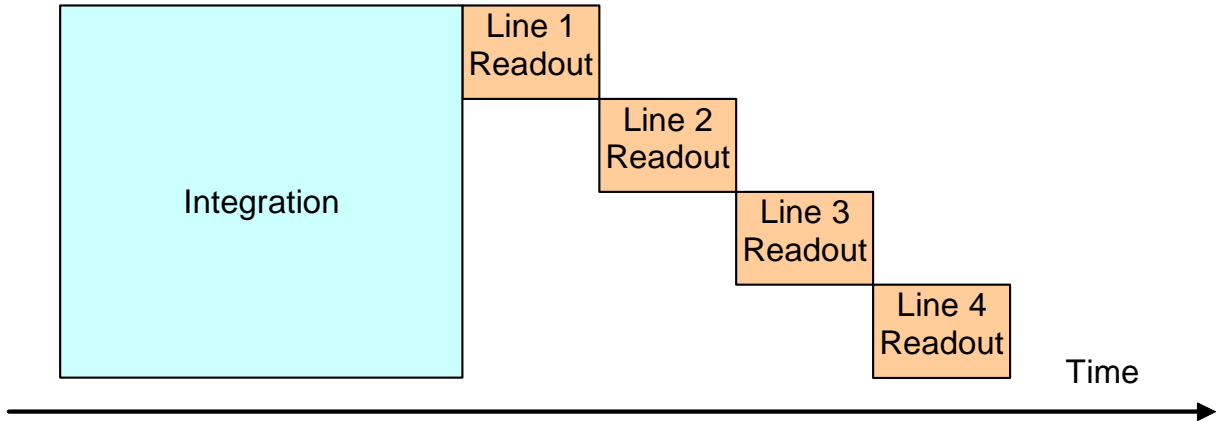 Line 1
Readout
Line 2
Readout
Integration
Line 3
Readout
Line 4
Readout
Time